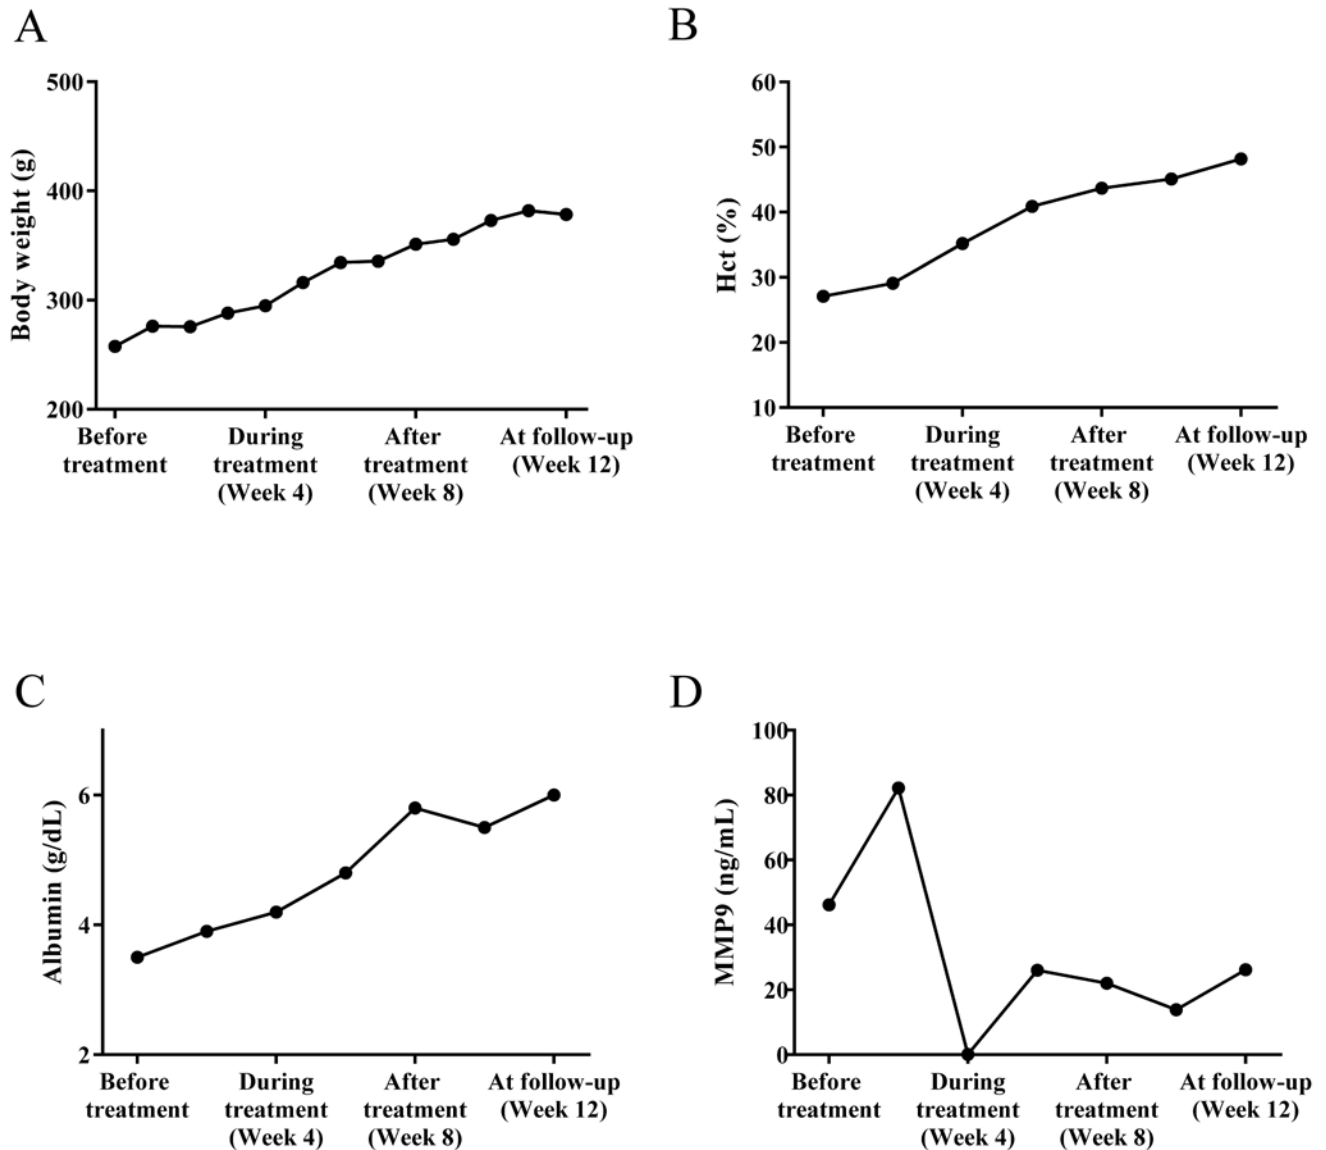 A
500
400
300
200
Body weight (g)
Before
treatment
During
treatment
(Week 4)
After
treatment
(Week 8)
At follow-up
(Week 12)
B
60
50
40
30
20
10
Hct (%)
Before
treatment
During
treatment
(Week 4)
After
treatment
(Week 8)
At follow-up
(Week 12)
C
6
4
2
Albumin (g/dL)
Before
treatment
During
treatment
(Week 4)
After
treatment
(Week 8)
At follow-up
(Week 12)
D
100
80
60
40
20
0
MMP9 (ng/mL)
Before
treatment
During
treatment
(Week 4)
After
treatment
(Week 8)
At follow-up
(Week 12)